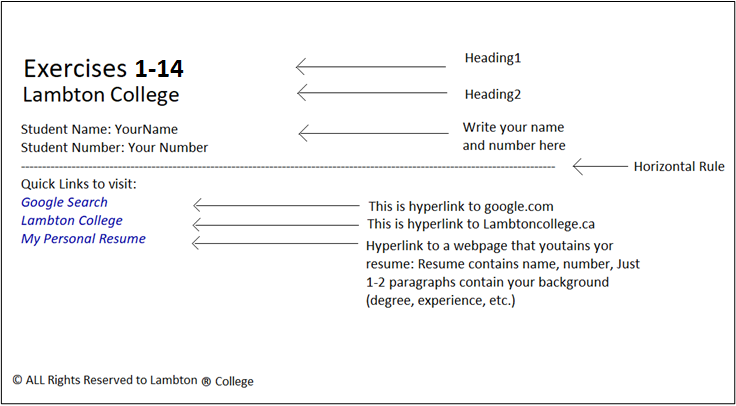 Exercises 1-14
Heading1
Lambton College
Heading2
Student Name: YourName
Student Number: Your Number
Write your name
and number here
Horizontal Rule
Quick Links to visit:
Google Search
This is hyperlink to google.com
Lambton College
This is hyperlink to Lambtoncollege.ca
My Personal Resume
Hyperlink to a webpage that youtains yor
resume: Resume contains name, number, Just
1-2 paragraphs contain your background
(degree, experience, etc.)
© ALL Rights Reserved to Lambton ® College